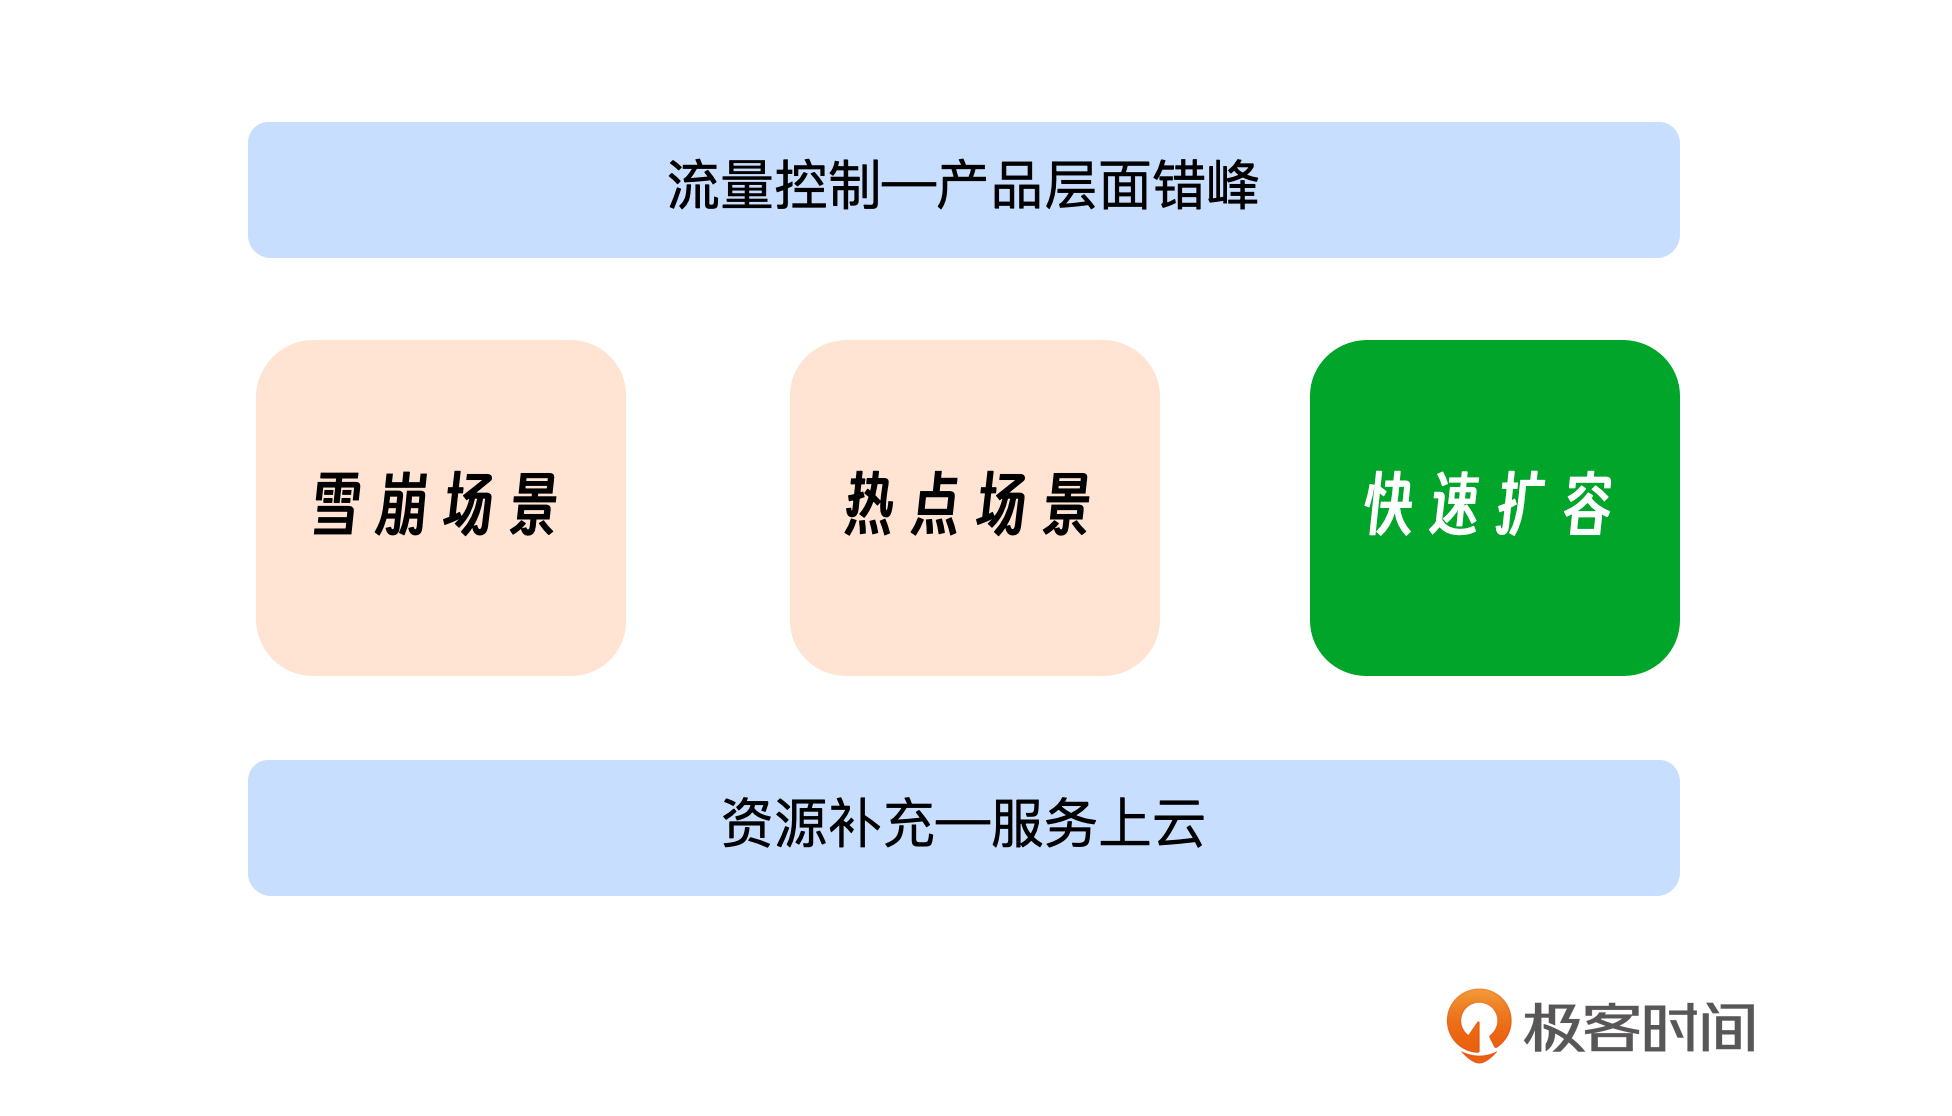 流量控制—产品层面错峰
雪崩场景
热点场景
快速扩容
资源补充—服务上云
极客时间